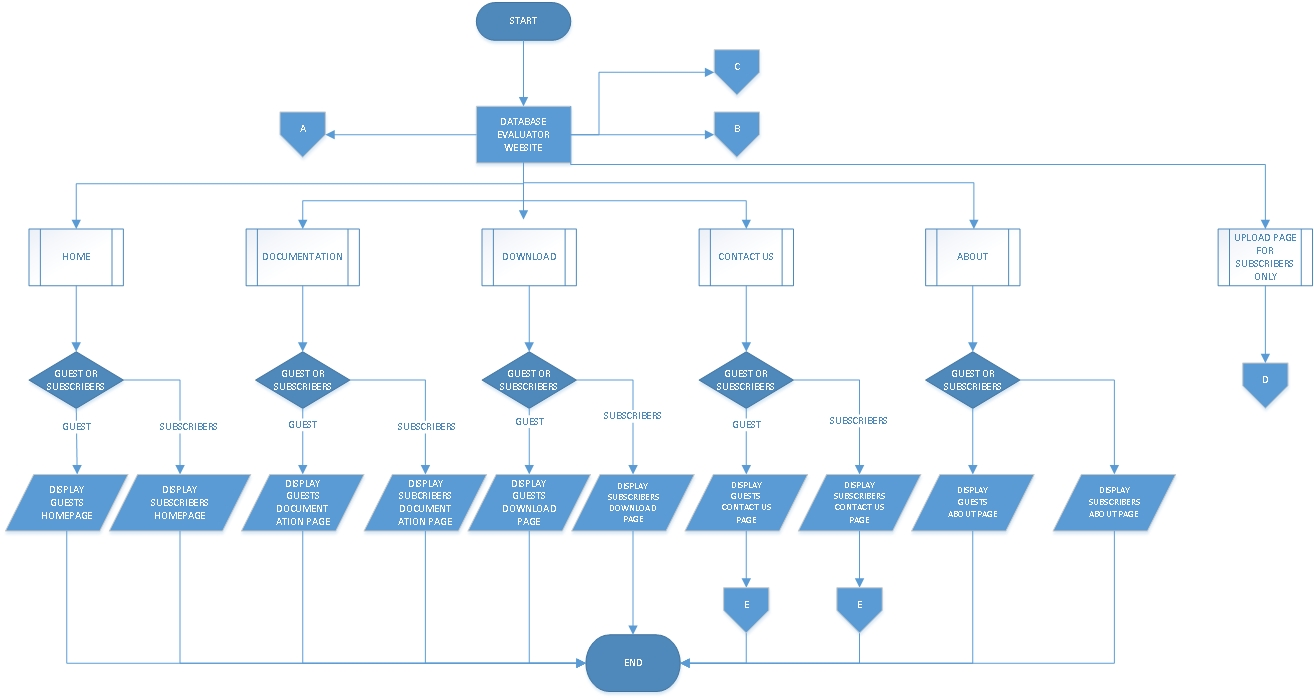 START
C
A
DATABASE
EVALUATOR
WEBSITE
B
HOME
DOCUMENTATION
DOWNLOAD
CONTACT US
ABOUT
UPLOAD PAGE
FOR
SUBSCRIBERS
ONLY
GUEST OR
SUBSCRIBERS
GUEST OR
SUBSCRIBERS
GUEST OR
SUBSCRIBERS
GUEST OR
SUBSCRIBERS
GUEST OR
SUBSCRIBERS
D
GUEST
SUBSCRIBERS
GUEST
SUBSCRIBERS
GUEST
SUBSCRIBERS
GUEST
SUBSCRIBERS
DISPLAY
GUESTS
HOMEPAGE
DISPLAY
SUBSCRIBERS
HOMEPAGE
DISPLAY
GUESTS
DOCUMENT
ATION PAGE
DISPLAY
SUBCRIBERS
DOCUMENT
ATION PAGE
DISPLAY
GUESTS
DOWNLOAD
PAGE
DISPLAY
SUBSCRIBERS
DOWNLOAD
PAGE
DISPLAY
GUESTS
CONTACT US
PAGE
DISPLAY
SUBSCRIBERS
CONTACT US
PAGE
DISPLAY
GUESTS
ABOUT PAGE
DISPLAY
SUBSCRIBERS
ABOUT PAGE
E
E
END